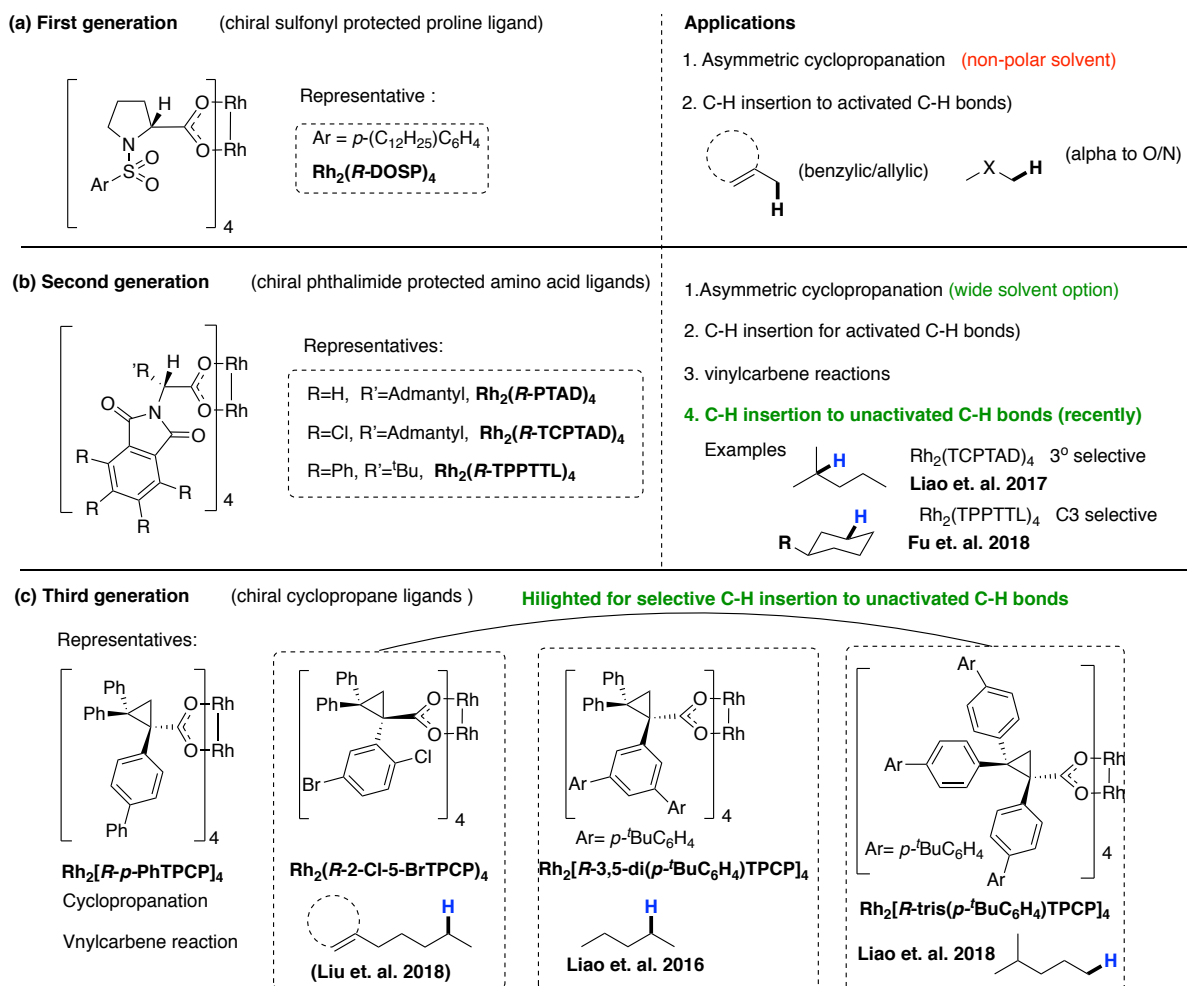 (a) First generation (chiral sulfonyl protected proline ligand)
H
O Rh
O Rh
N
S O
O
Ar
4
Representative :
Ar = p-(C12H25)C6H4
Rh2(R-DOSP)4
Applications
1. Asymmetric cyclopropanation (non-polar solvent)
2. C-H insertion to activated C-H bonds)
(benzylic/allylic)
H
X H
(alpha to O/N)
(b) Second generation (chiral phthalimide protected amino acid ligands)
'R H
O Rh
O Rh
O N
O
R
R
R
R
4
Representatives:
R=H, R'=Admantyl, Rh2(R-PTAD)4
R=Cl, R'=Admantyl, Rh2(R-TCPTAD)4
R=Ph, R'=tBu, Rh2(R-TPPTTL)4
1.Asymmetric cyclopropanation (wide solvent option)
2. C-H insertion for activated C-H bonds)
3. vinylcarbene reactions
4. C-H insertion to unactivated C-H bonds (recently)
Examples
H
Rh2(TCPTAD)4 3o selective
Liao et. al. 2017
H
R
Rh2(TPPTTL)4 C3 selective
Fu et. al. 2018
(c) Third generation (chiral cyclopropane ligands ) Hilighted for selective C-H insertion to unactivated C-H bonds
Representatives:
Ph
Ph
O Rh
O Rh
Ph
4
Rh2[R-p-PhTPCP]4
Cyclopropanation
Vnylcarbene reaction
Ph
Ph
O Rh
O Rh
Cl
Br
4
Rh2(R-2-Cl-5-BrTPCP)4
H
(Liu et. al. 2018)
Ph
Ph
O Rh
O Rh
Ar
Ar
4
Ar= p-tBuC6H4
Rh2[R-3,5-di(p-tBuC6H4)TPCP]4
H
Liao et. al. 2016
Ar
Ar
O Rh
O Rh
Ar= p-tBuC6H4
Ar
4
Rh2[R-tris(p-tBuC6H4)TPCP]4
Liao et. al. 2018
H